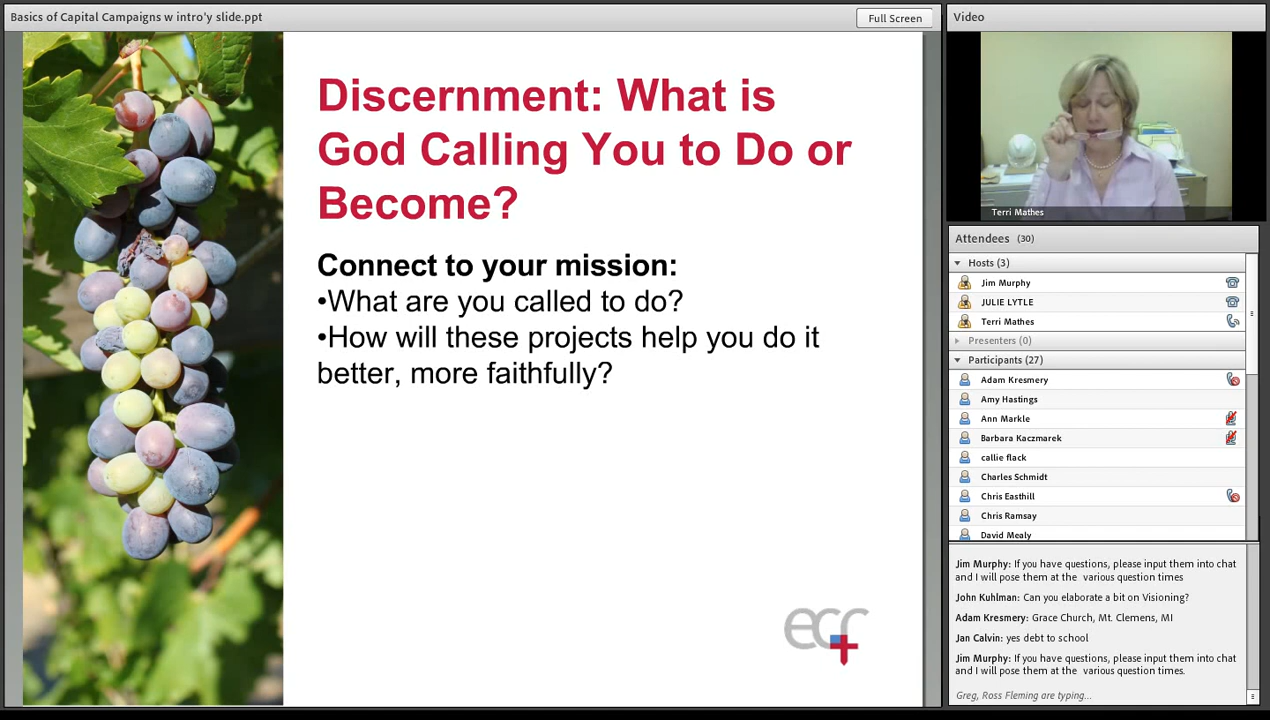 Basics of Capital Campaigns w intro'y slide.ppt
Full Screen
Discernment: What is
God Calling You to Do or
Become?
Connect to your mission:
•What are you called to do?
•How will these projects help you do it
better, more faithfully?
ecf
Video
Terri Mathes
Attendees (30)
Hosts (3)
Jim Murphy
JULIE LYTLE
Terri Mathes
Presenters (0)
Participants (27)
Adam Kresmery
Amy Hastings
Ann Markle
Barbara Kaczmarek
callie flack
Charles Schmidt
Chris Easthill
Chris Ramsay
David Mealy
Jim Murphy: If you have questions, please input them into chat
and I will pose them at the  various question times
John Kuhlman: Can you elaborate a bit on Visioning?
Adam Kresmery: Grace Church, Mt. Clemens, MI
Jan Calvin: yes debt to school
Jim Murphy: If you have questions, please input them into chat
and I will pose them at the  various question times.
Greg, Ross Fleming are typing...